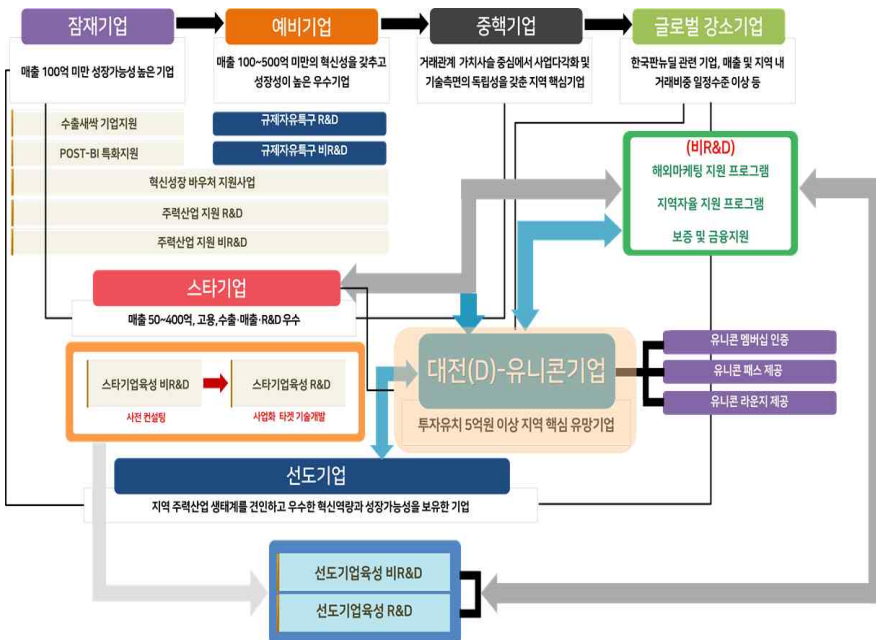 잠재기업
예비기업
중핵기업
글로벌 강소기업
매출 100억 미만 성장가능성 높은 기업
매출 100~500억 미만의 혁신성을 갖추고
성장성이 높은 우수기업
거래관계 가치사슬 중심에서 사업다각화 및
기술측면의 독립성을 갖춘 지역 핵심기업
한국판뉴딜 관련 기업, 매출 및 지역 내
거래비중 일정수준 이상 등
수출새싹 기업지원
규제자유특구 R&D
POST-BI 특화지원
규제자유특구 비R&D
혁신성장 바우처 지원사업
주력산업 지원 R&D
주력산업 지원 비R&D
(비R&D)
해외마케팅 지원 프로그램
지역자율 지원 프로그램
보증 및 금융지원
스타기업
매출 50~400억, 고용,수출·매출·R&D 우수
스타기업육성 비R&D
스타기업육성 R&D
사전 컨설팅
사업화 타겟 기술개발
대전(D)-유니콘기업
투자유치 5억원 이상 지역 핵심 유망기업
유니콘 멤버십 인증
유니콘 패스 제공
유니콘 라운지 제공
선도기업
지역 주력산업 생태계를 견인하고 우수한 혁신역량과 성장가능성을 보유한 기업
선도기업육성 비R&D
선도기업육성 R&D